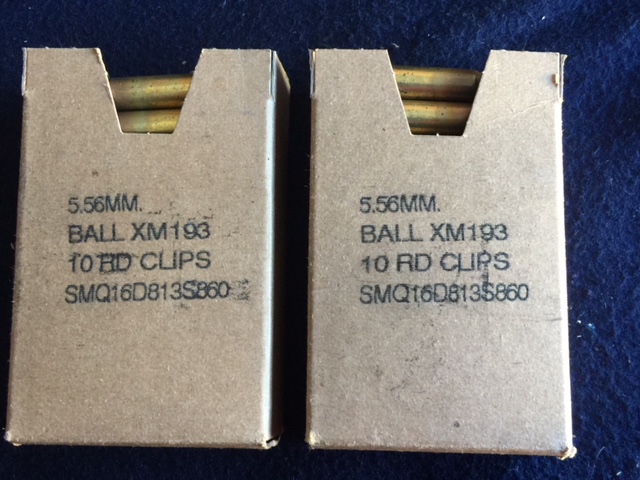 5.56MM.
BALL XM193
10 RD CLIPS
SMQ16D813S860
5.56MM.
BALL XM193
10 RD CLIPS
SMQ16D813S860